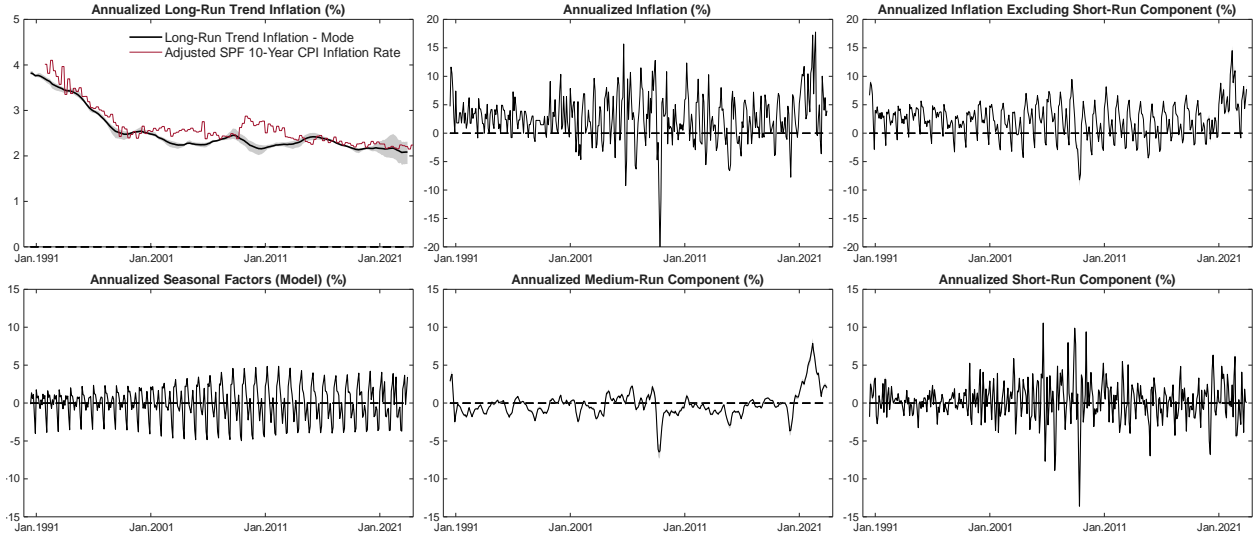 Annualized Long-Run Trend Inflation (%)
Long-Run Trend Inflation - Mode
Adjusted SPF 10-Year CPI Inflation Rate
5
4
3
2
1
0
Jan.1991
Jan.2001
Jan.2011
Jan.2021
Annualized Inflation (%)
20
15
10
5
0
5
10
15
20
Jan.1991
Jan.2001
Jan.2011
Jan.2021
Annualized Inflation Excluding Short-Run Component (%)
20
15
10
5
0
-5
-10
-15
-20
Jan.1991
Jan.2001
Jan.2011
Jan.2021
Annualized Seasonal Factors (Model) (%)
15
10
5
0
-5
-10
-15
Jan.1991
Jan.2001
Jan.2011
Jan.2021
Annualized Medium-Run Component (%)
15
10
5
0
-5
-10
-15
Jan.1991
Jan.2001
Jan.2011
Jan.2021
Annualized Short-Run Component (%)
15
10
5
0
-5
-10
-15
Jan.1991
Jan.2001
Jan.2011
Jan.2021